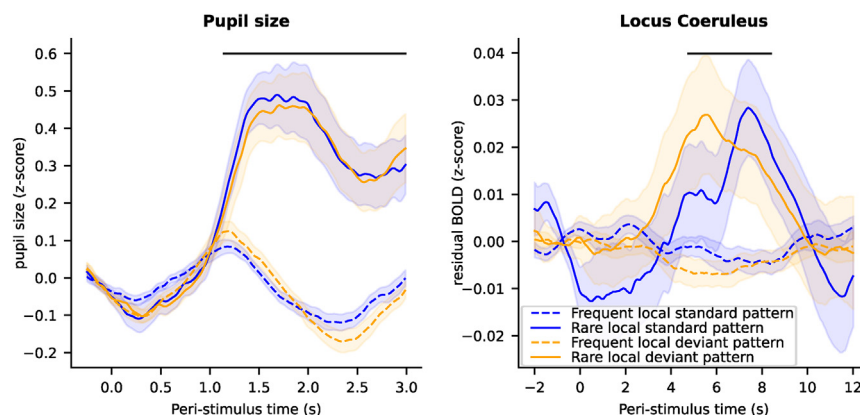 Pupil size
0.6
0.5
0.4
0.3
0.2
0.1
0.0
−0.1
−0.2
pupil size (z-score)
0.0 0.5 1.0 1.5 2.0 2.5 3.0
Peri-stimulus time (s)
Locus Coeruleus
0.04
0.03
0.02
0.01
0.00
−0.01
−0.02
residual BOLD (z-score)
Frequent local standard pattern
Rare local standard pattern
Frequent local deviant pattern
Rare local deviant pattern
−2 0 2 4 6 8 10 12
Peri-stimulus time (s)